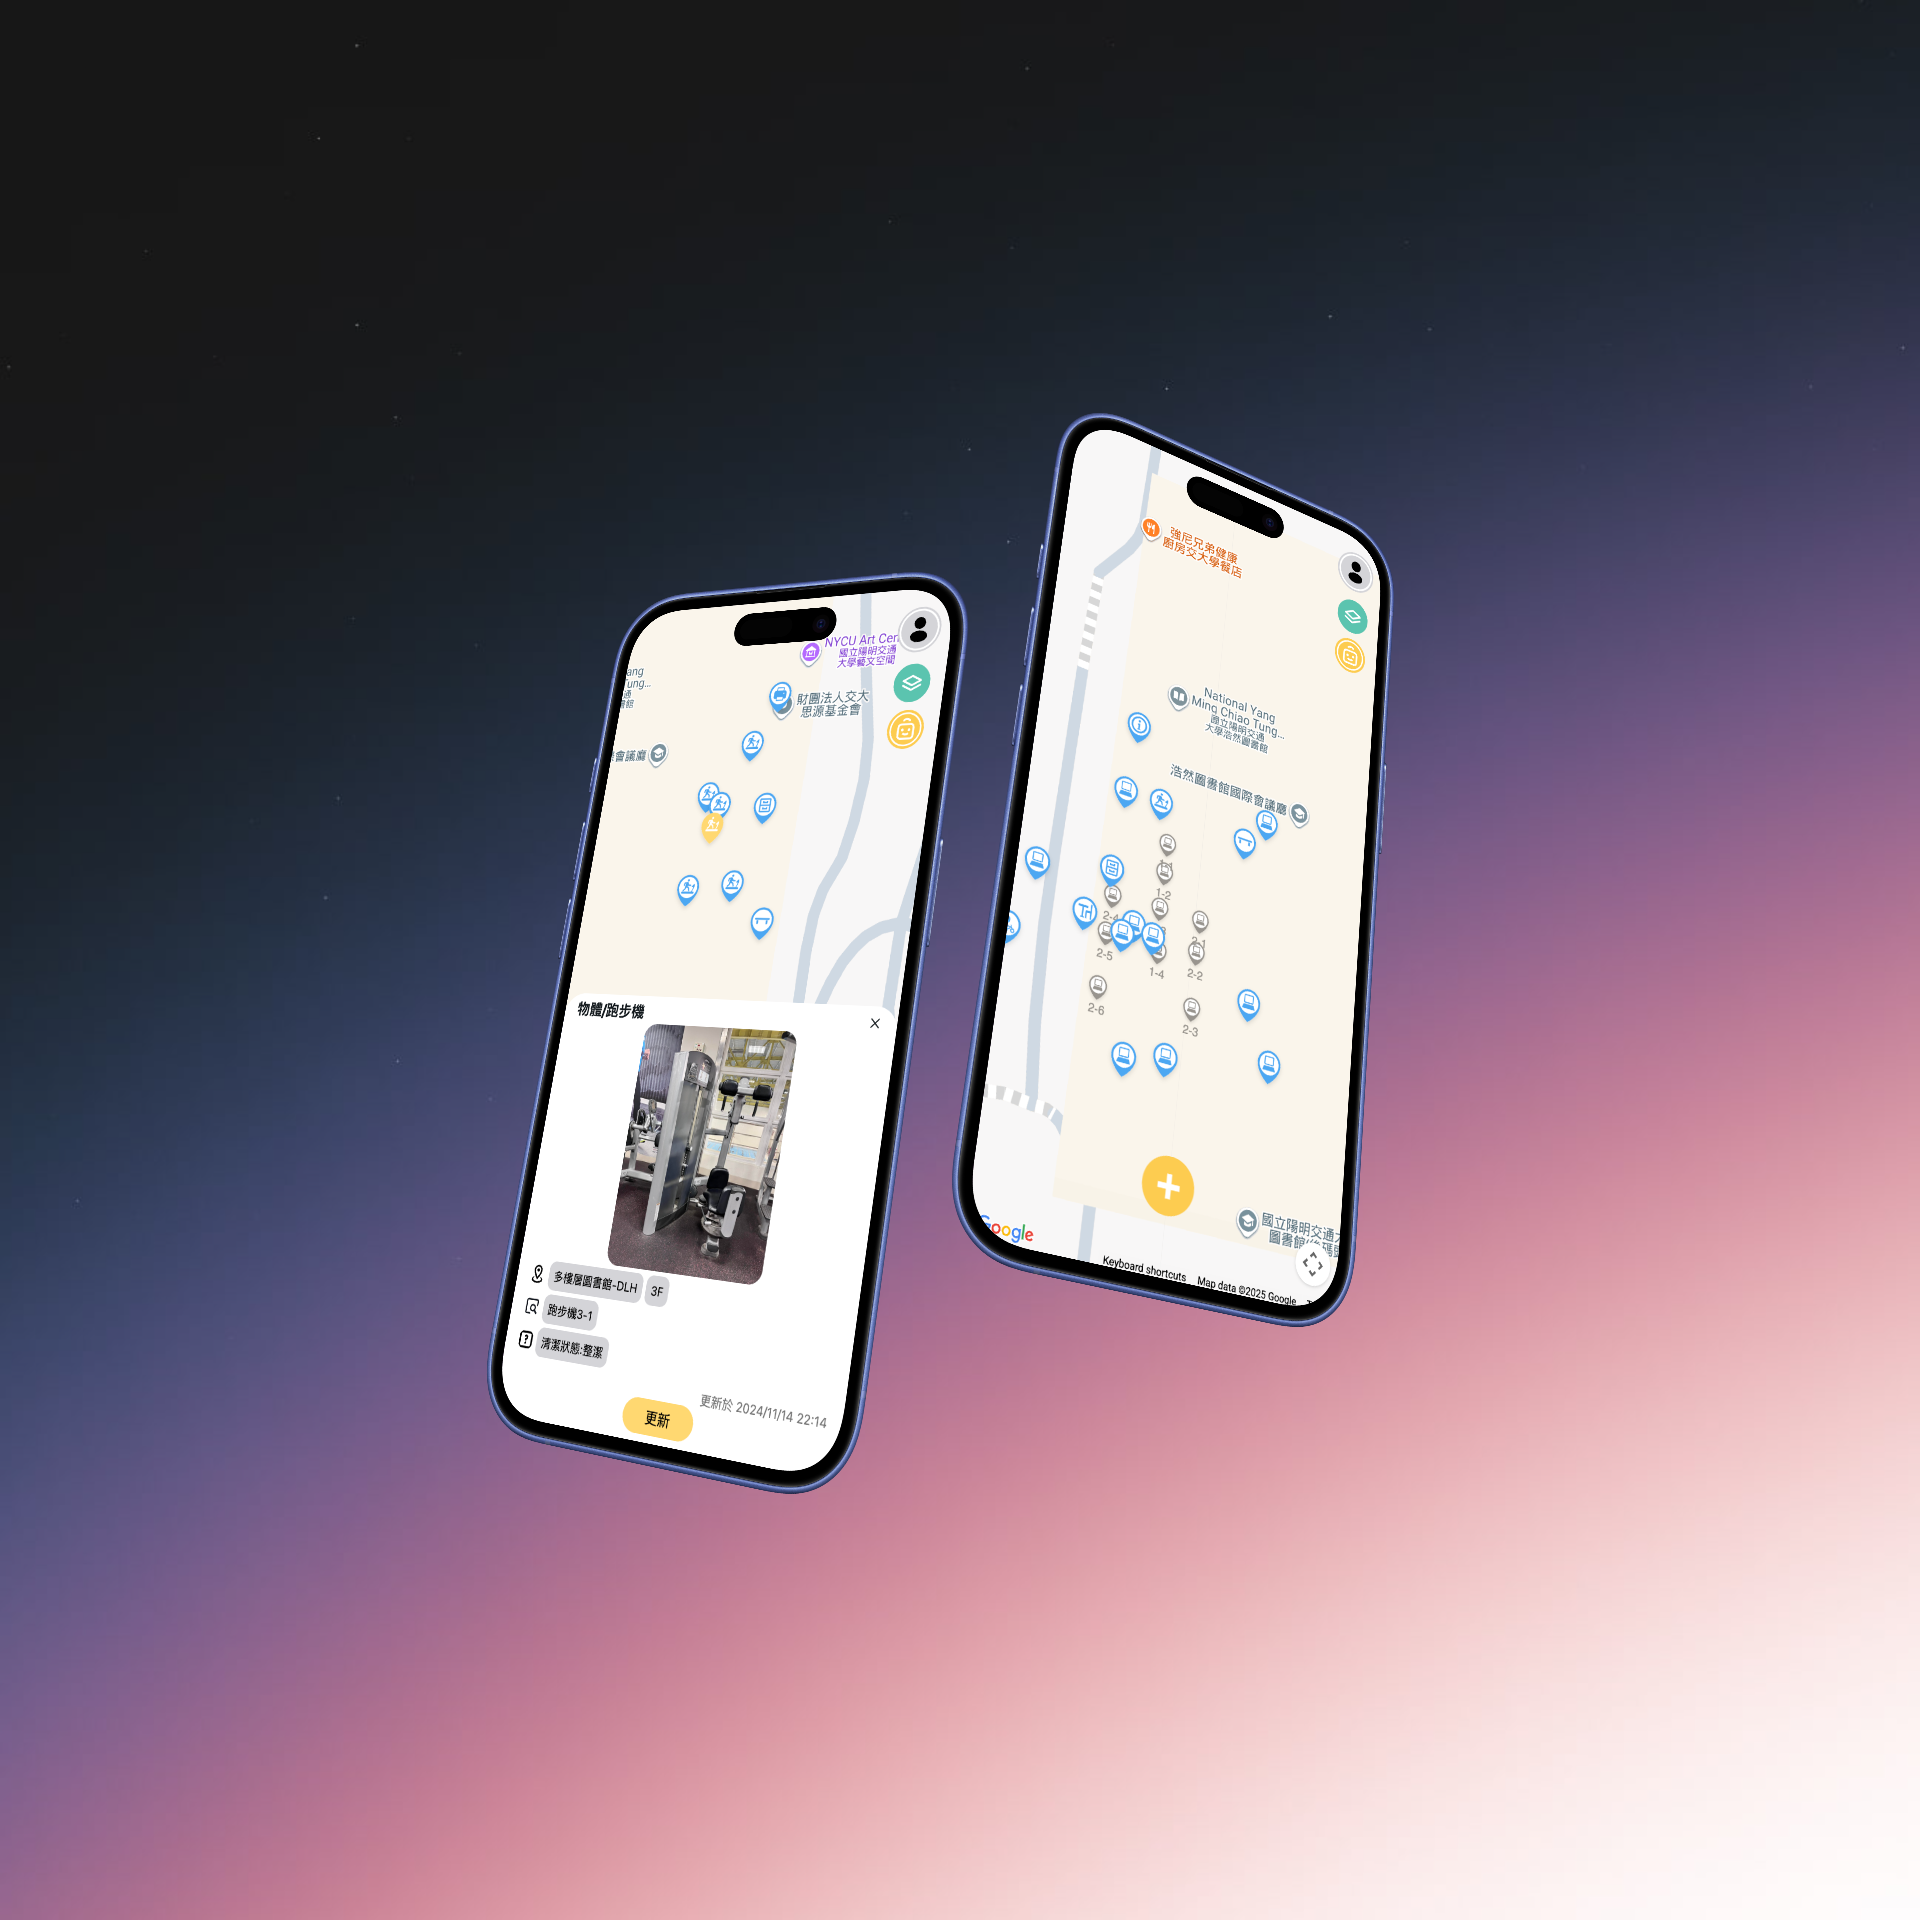 NYCU Art Cen
國立陽明交通
大學藝文空間
ang
Tung...
通
書館
財團法人交大
思源基金會
會議廳
物體/跑步機
多樓層圖書館-DLH
3F
跑步機3-1
清潔狀態:整潔
更新於 2024/11/14 22:14
更新
強尼兄弟健康
廚房交大學餐店
National Yang
Ming Chiao Tung...
國立陽明交通
大學浩然圖書館
浩然圖書館國際會議廳
1-2
2-4
2-1
2-5
1-4
2-2
2-6
2-3
Google
國立陽明交通大
圖書館
Keyboard shortcuts
Map data ©2025 Google